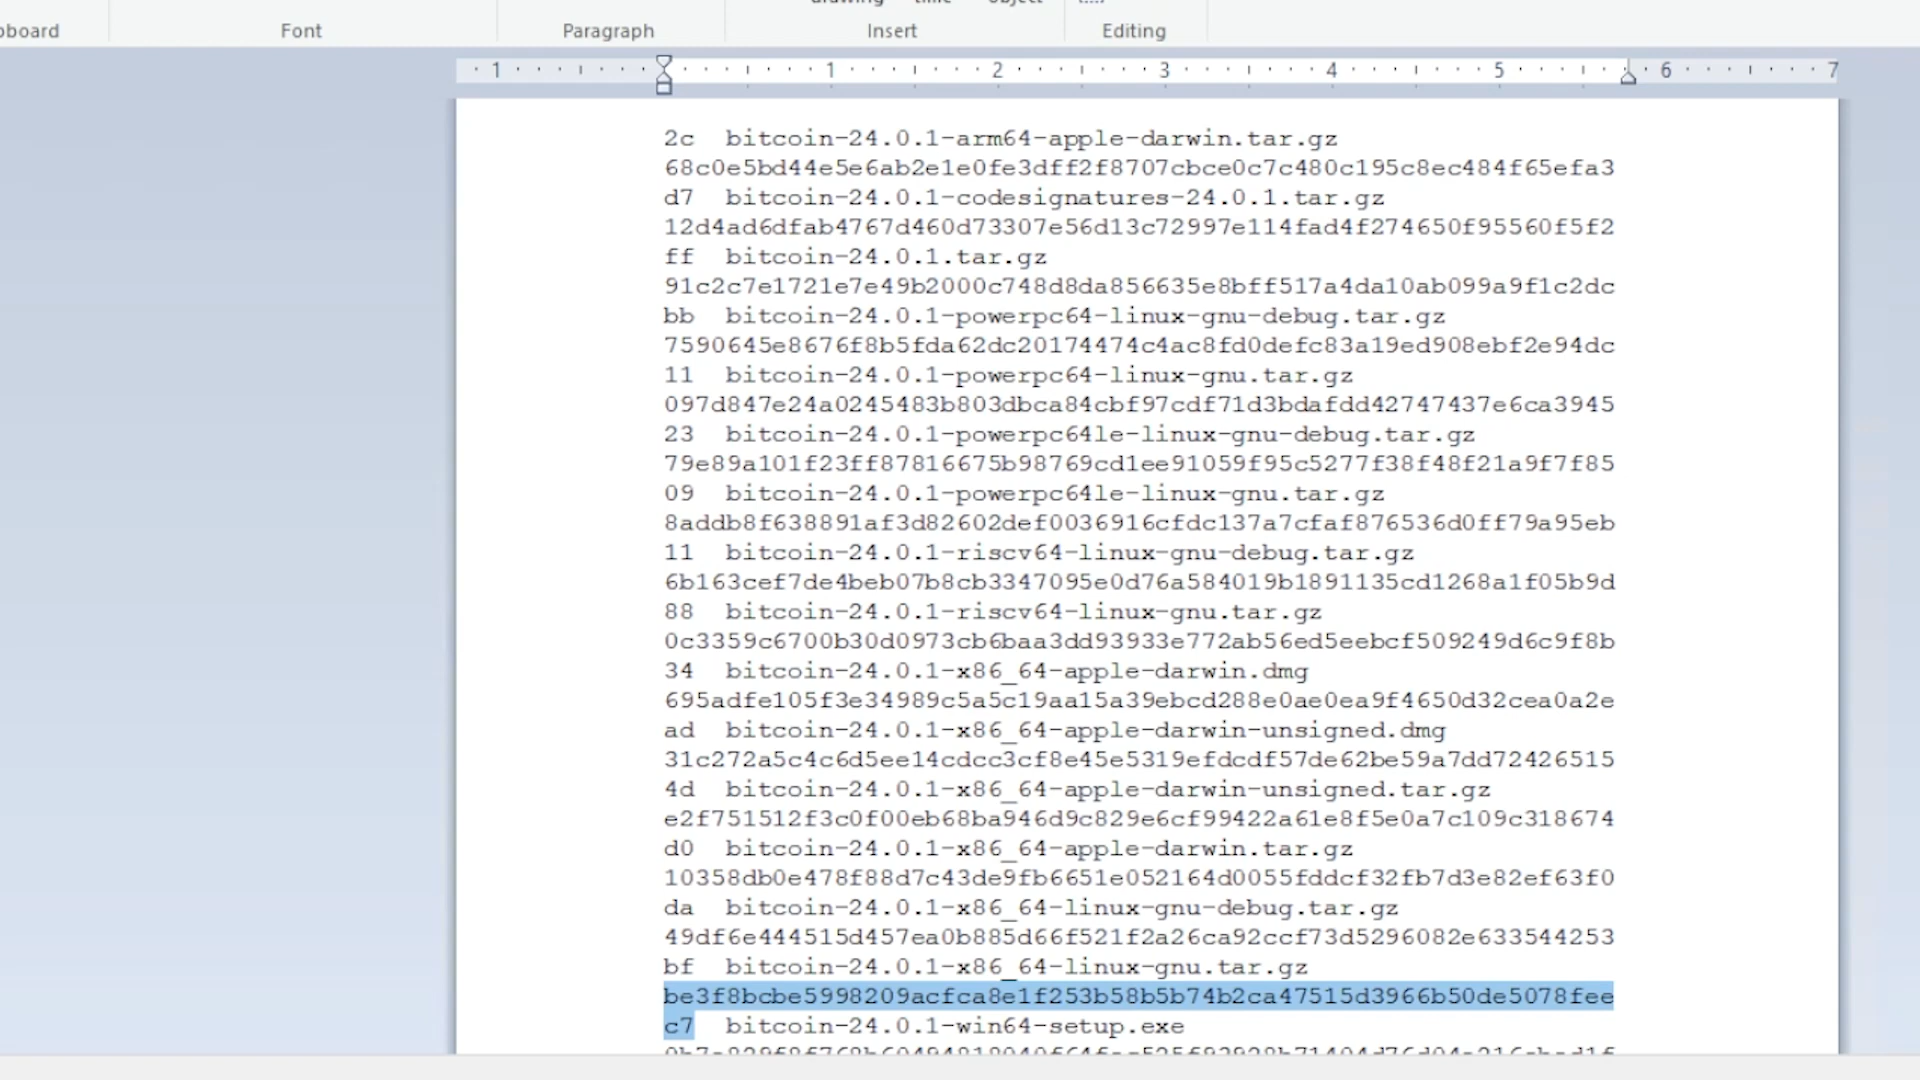 Font
Paragraph
Insert
Editing
1 1 2 3 4 5 6 7
2c bitcoin-24.0.1-arm64-apple-darwin.tar.gz
68c0e5bd44e5e6ab2e1e0fe3dff2f8707cbce0c7c480c195c8ec484f65efa3
d7 bitcoin-24.0.1-codesignatures-24.0.1.tar.gz
12d4ad6dfab4767d460d73307e56d13c72997e114fad4f274650f95560f5f2
ff bitcoin-24.0.1.tar.gz
91c2c7e1721e7e49b2000c748d8da856635e8bff517a4da10ab099a9f1c2dc
bb bitcoin-24.0.1-powerpc64-linux-gnu-debug.tar.gz
7590645e8676f8b5fda62dc20174474c4ac8fd0defc83a19ed908ebf2e94dc
11 bitcoin-24.0.1-powerpc64-linux-gnu.tar.gz
097d847e24a0245483b803dbca84cbf97cdf71d3bdafdd42747437e6ca3945
23 bitcoin-24.0.1-powerpc64le-linux-gnu-debug.tar.gz
79e89a101f23ff87816675b98769cd1ee91059f95c5277f38f48f21a9f7f85
09 bitcoin-24.0.1-powerpc64le-linux-gnu.tar.gz
8addb8f638891af3d82602def0036916cfdc137a7cfaf876536d0ff79a95eb
11 bitcoin-24.0.1-riscv64-linux-gnu-debug.tar.gz
6b163cef7de4beb07b8cb3347095e0d76a584019b1891135cd1268a1f05b9d
88 bitcoin-24.0.1-riscv64-linux-gnu.tar.gz
0c3359c6700b30d0973cb6baa3dd93933e772ab56ed5eebcf509249d6c9f8b
34 bitcoin-24.0.1-x86_64-apple-darwin.dmg
695adfe105f3e34989c5a5c19aa15a39ebcd288e0ae0ea9f4650d32cea0a2e
ad bitcoin-24.0.1-x86_64-apple-darwin-unsigned.dmg
31c272a5c4c6d5ee14cdcc3cf8e45e5319efdcdf57de62be59a7dd72426515
4d bitcoin-24.0.1-x86_64-apple-darwin-unsigned.tar.gz
e2f751512f3c0f00eb68ba946d9c829e6cf99422a61e8f5e0a7c109c318674
d0 bitcoin-24.0.1-x86_64-apple-darwin.tar.gz
10358db0e478f88d7c43de9fb6651e052164d0055fddcf32fb7d3e82ef63f0
da bitcoin-24.0.1-x86_64-linux-gnu-debug.tar.gz
49df6e444515d457ea0b885d66f521f2a26ca92ccf73d5296082e633544253
bf bitcoin-24.0.1-x86_64-linux-gnu.tar.gz
be3f8bcbe5998209acfca8e1f253b58b5b74b2ca47515d3966b50de5078fee
c7 bitcoin-24.0.1-win64-setup.exe